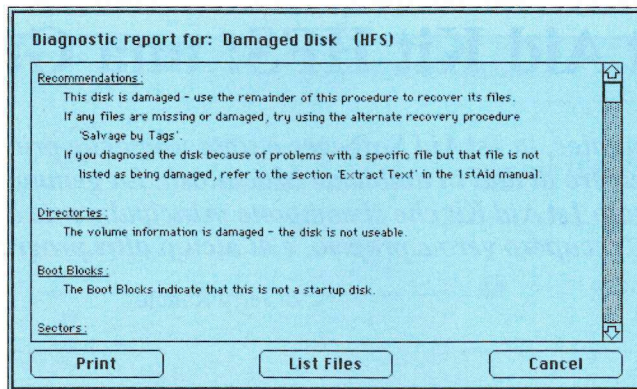 Diagnostic report for: Damaged Disk (HFS)
Recommendations:
This disk is damaged – use the remainder of this procedure to recover its files.
If any files are missing or damaged, try using the alternate recovery procedure
'Salvage by Tags'.
If you diagnosed the disk because of problems with a specific file but that file is not
listed as being damaged, refer to the section 'Extract Text' in the 1stAid manual.
Directories:
The volume information is damaged – the disk is not useable.
Boot Blocks:
The Boot Blocks indicate that this is not a startup disk.
Sectors:
Print
List Files
Cancel